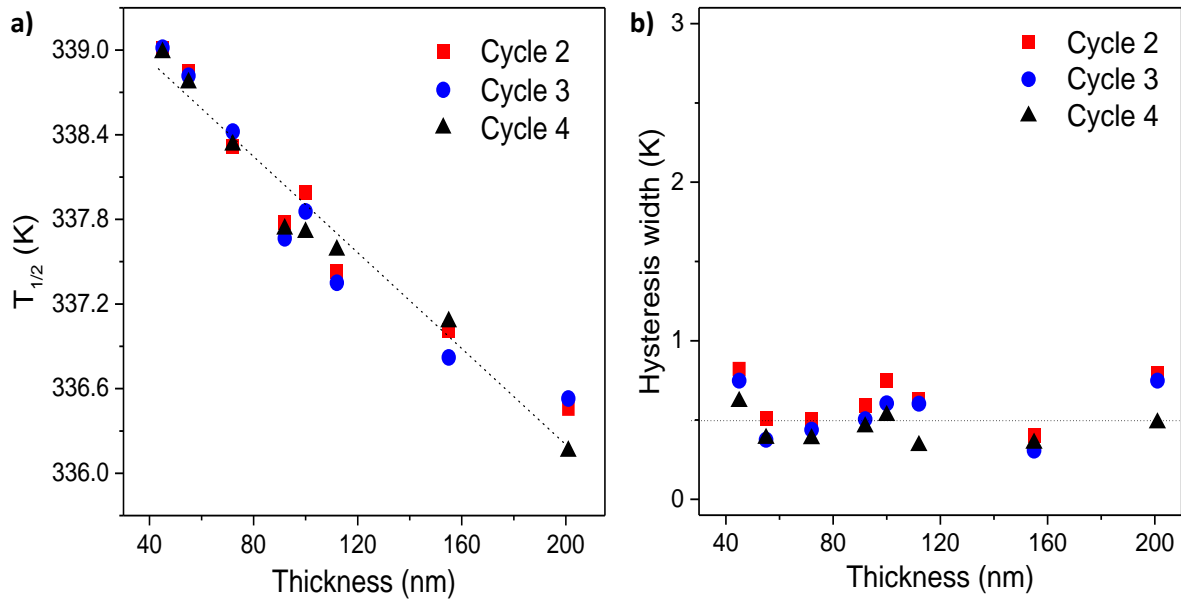 a)
Cycle 2
Cycle 3
Cycle 4
339.0
338.4
337.8
337.2
336.6
336.0
T1/2 (K)
40 80 120 160 200
Thickness (nm)
b)
Cycle 2
Cycle 3
Cycle 4
3
2
1
0
Hysteresis width (K)
40 80 120 160 200
Thickness (nm)